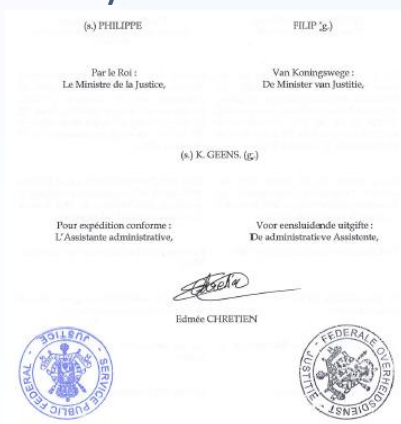 (s.) PHILIPPE
FILIP (g.)
Par le Roi :
Le Ministre de la Justice,
Van Koningswege :
De Minister van Justitie,
(s.) K. GEENS. (g.)
Pour expédition conforme :
L'Assistante administrative,
Voor eensluidende uitgifte :
De administratieve Assistente,
Edmée CHRETIEN
SERVICE PUBLIC FEDERAL - JUSTICE -
FEDERALE OVERHEIDSDIENST - JUSTITIE -